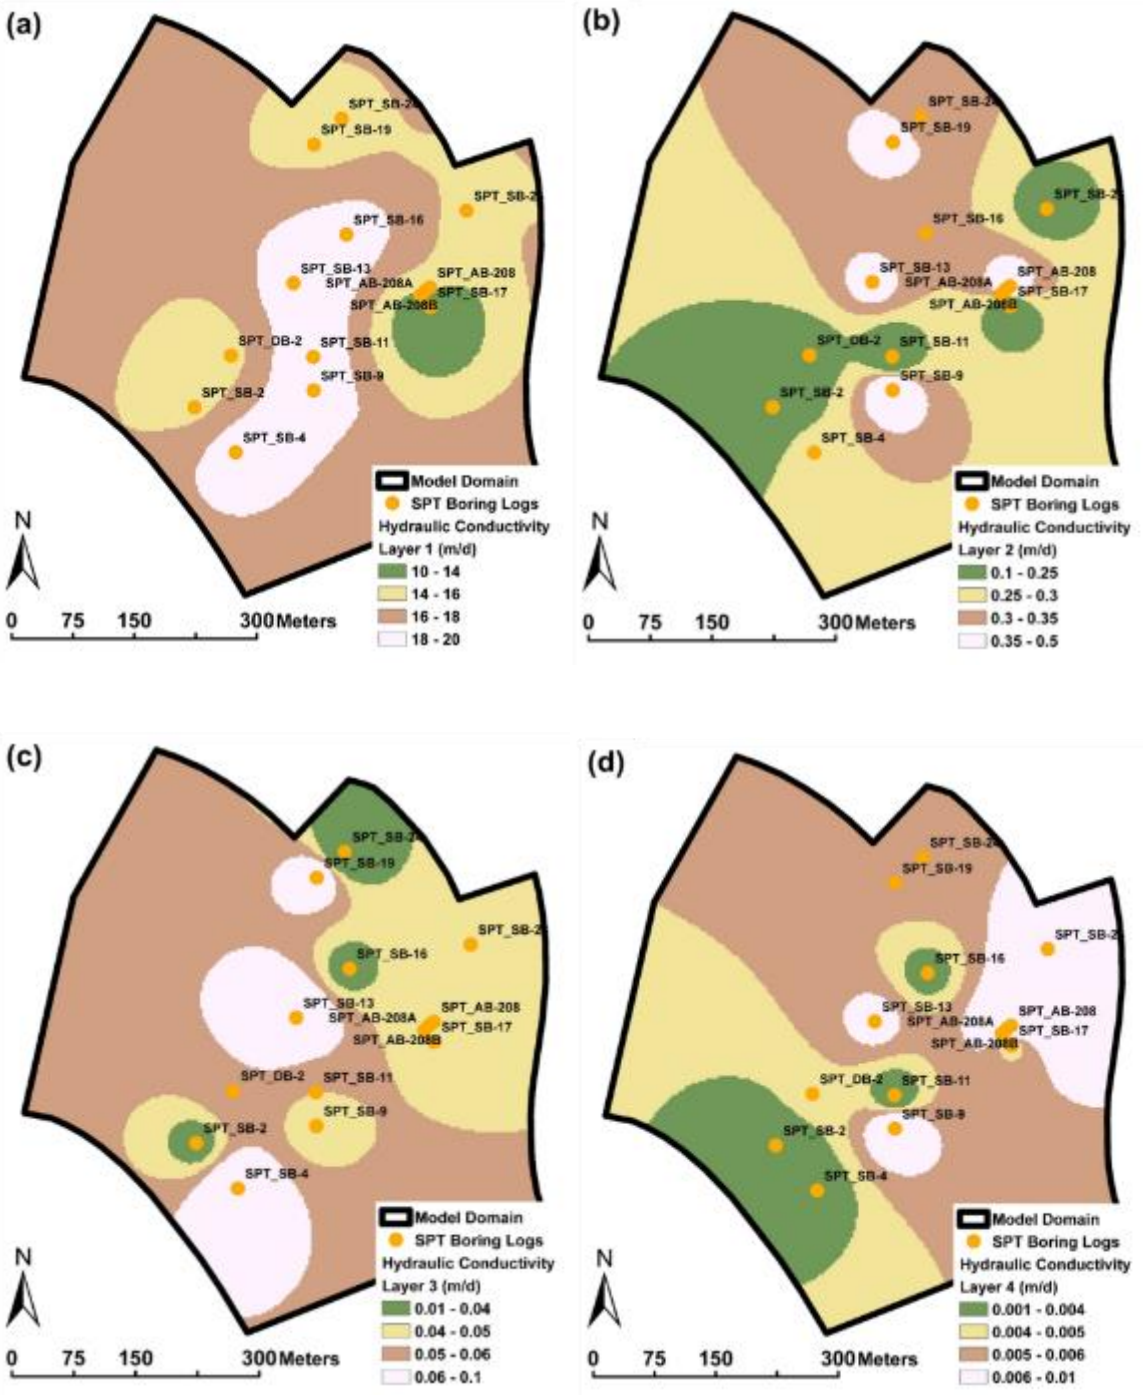 (a)
SPT_SB-24
SPT_SB-19
SPT_SB-2
SPT_SB-16
SPT_SB-13
SPT_AB-208
SPT_AB-208A
SPT_SB-17
SPT_AB-208B
SPT_DB-2
SPT_SB-11
SPT_SB-9
SPT_SB-2
SPT_SB-4
Model Domain
SPT Boring Logs
Hydraulic Conductivity
Layer 1 (m/d)
10 - 14
14 - 16
16 - 18
18 - 20
N
0 75 150 300 Meters
(b)
SPT_SB-24
SPT_SB-19
SPT_SB-2
SPT_SB-16
SPT_SB-13
SPT_AB-208
SPT_AB-208A
SPT_SB-17
SPT_AB-208B
SPT_DB-2
SPT_SB-11
SPT_SB-9
SPT_SB-2
SPT_SB-4
Model Domain
SPT Boring Logs
Hydraulic Conductivity
Layer 2 (m/d)
0.1 - 0.25
0.25 - 0.3
0.3 - 0.35
0.35 - 0.5
N
0 75 150 300 Meters
(c)
SPT_SB-24
SPT_SB-19
SPT_SB-2
SPT_SB-16
SPT_SB-13
SPT_AB-208
SPT_AB-208A
SPT_SB-17
SPT_AB-208B
SPT_DB-2
SPT_SB-11
SPT_SB-9
SPT_SB-2
SPT_SB-4
Model Domain
SPT Boring Logs
Hydraulic Conductivity
Layer 3 (m/d)
0.01 - 0.04
0.04 - 0.05
0.05 - 0.06
0.06 - 0.1
N
0 75 150 300 Meters
(d)
SPT_SB-24
SPT_SB-19
SPT_SB-2
SPT_SB-16
SPT_SB-13
SPT_AB-208
SPT_AB-208A
SPT_SB-17
SPT_AB-208B
SPT_DB-2
SPT_SB-11
SPT_SB-9
SPT_SB-2
SPT_SB-4
Model Domain
SPT Boring Logs
Hydraulic Conductivity
Layer 4 (m/d)
0.001 - 0.004
0.004 - 0.005
0.005 - 0.006
0.006 - 0.01
N
0 75 150 300 Meters